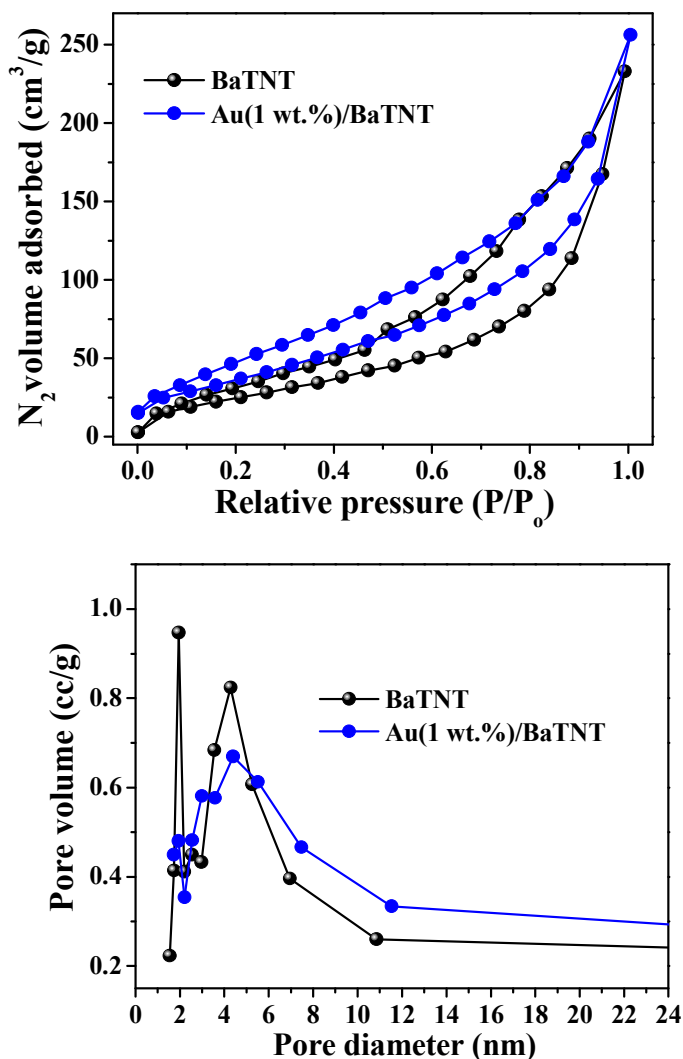 250
200
150
100
50
0
N₂ volume adsorbed (cm³/g)
BaTNT
Au(1 wt.%)/BaTNT
0.0 0.2 0.4 0.6 0.8 1.0
Relative pressure (P/Pₒ)
1.0
0.8
0.6
0.4
0.2
Pore volume (cc/g)
BaTNT
Au(1 wt.%)/BaTNT
0 2 4 6 8 10 12 14 16 18 20 22 24
Pore diameter (nm)